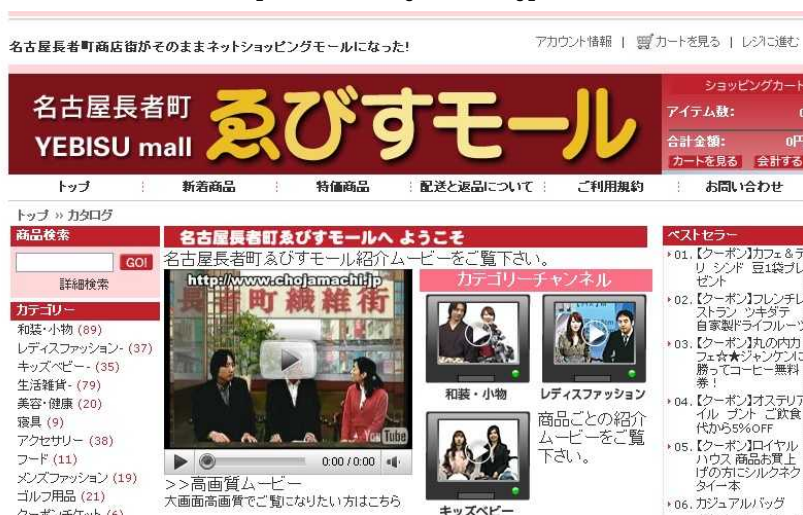 名古屋長者町商店街がそのままネットショッピングモールになった!
アカウント情報 | カートを見る | レジに進む
名古屋長者町
YEBISU mall
ゑびすモール
ショッピングカート
アイテム数:
合計金額: 0円
カートを見る 会計する
トップ
新着商品
特価商品
配送と返品について
ご利用規約
お問い合わせ
トップ » カタログ
商品検索
GO!
詳細検索
カテゴリー
和装・小物 (89)
レディスファッション- (37)
キッズベビー- (35)
生活雑貨- (79)
美容・健康 (20)
寝具 (9)
アクセサリー (38)
フード (11)
メンズファッション (19)
ゴルフ用品 (21)
クーポンチケット (6)
名古屋長者町ゑびすモールへ ようこそ
名古屋長者町ゑびすモール紹介ムービーをご覧下さい。
http://www.chojamachi.jp
町繊維街
You Tube
0:00 / 0:00
>>高画質ムービー
大画面高画質でご覧になりたい方はこちら
カテゴリーチャンネル
和装・小物
レディスファッション
商品ごとの紹介
ムービーをご覧
下さい。
キッズベビー
ベストセラー
01. 【クーポン】カフェ&デ
リ シンド 豆1袋プレ
ゼント
02. 【クーポン】フレンチレ
ストラン ツキダテ
自家製ドライフルーツ
03. 【クーポン】丸の内カ
フェ☆★ジャンケンに
勝ってコーヒー無料
券!
04. 【クーポン】オステリア
イル プント ご飲食
代から5%OFF
05. 【クーポン】ロイヤル
ハウス 商品お買上
げの方にシルクネク
タイ一本
06. カジュアルバッグ